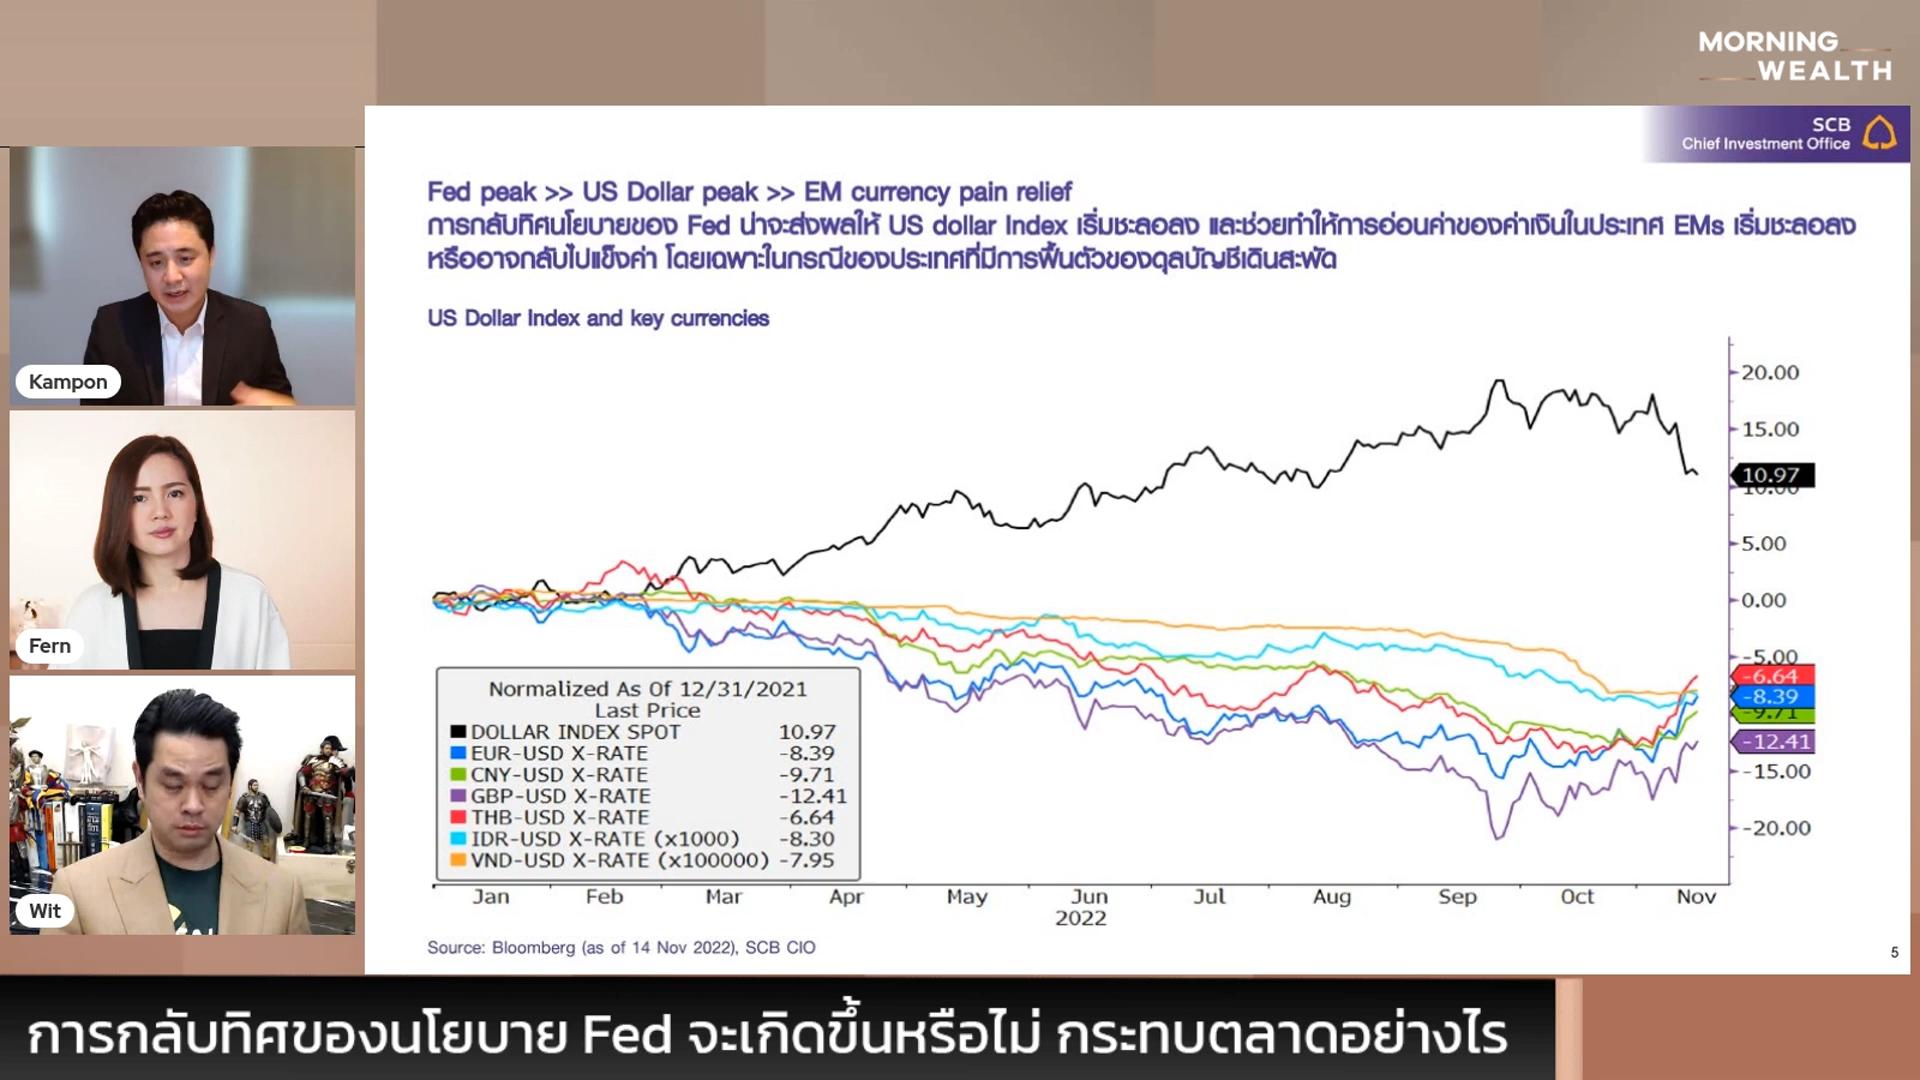 MORNING
WEALTH
SCB
Chief Investment Office
Fed peak >> US Dollar peak >> EM currency pain relief
การกลับทิศนโยบายของ Fed น่าจะส่งผลให้ US dollar Index เริ่มชะลอลง และช่วยทำให้การอ่อนค่าของค่าเงินในประเทศ EMs เริ่มชะลอลง
หรืออาจกลับไปแข็งค่า โดยเฉพาะในกรณีของประเทศที่มีการฟื้นตัวของดุลบัญชีเดินสะพัด
US Dollar Index and key currencies
20.00
15.00
10.97
10.00
5.00
0.00
-5.00
-6.64
-8.39
-9.71
-12.41
-15.00
-20.00
Normalized As Of 12/31/2021
Last Price
DOLLAR INDEX SPOT 10.97
EUR-USD X-RATE -8.39
CNY-USD X-RATE -9.71
GBP-USD X-RATE -12.41
THB-USD X-RATE -6.64
IDR-USD X-RATE (x1000) -8.30
VND-USD X-RATE (x100000) -7.95
Jan Feb Mar Apr May Jun Jul Aug Sep Oct Nov
2022
Source: Bloomberg (as of 14 Nov 2022), SCB CIO
5
Kampon
Fern
Wit
การกลับทิศของนโยบาย Fed จะเกิดขึ้นหรือไม่ กระทบตลาดอย่างไร